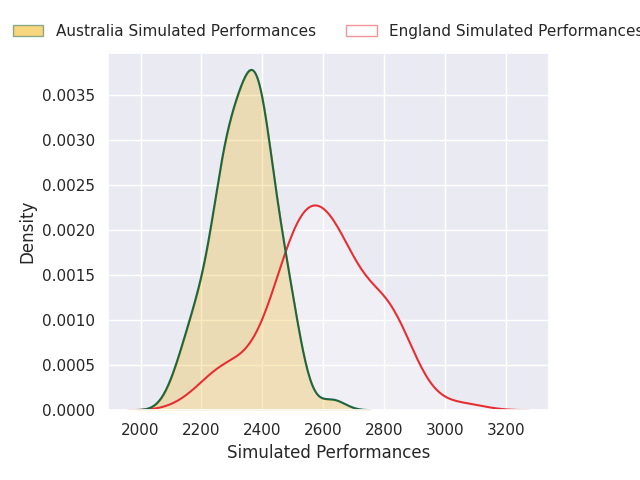 Australia Simulated Performances England Simulated Performances
0.0035
0.0030
0.0025
0.0020
0.0015
0.0010
0.0005
0.0000
Density
2000 2200 2400 2600 2800 3000 3200
Simulated Performances